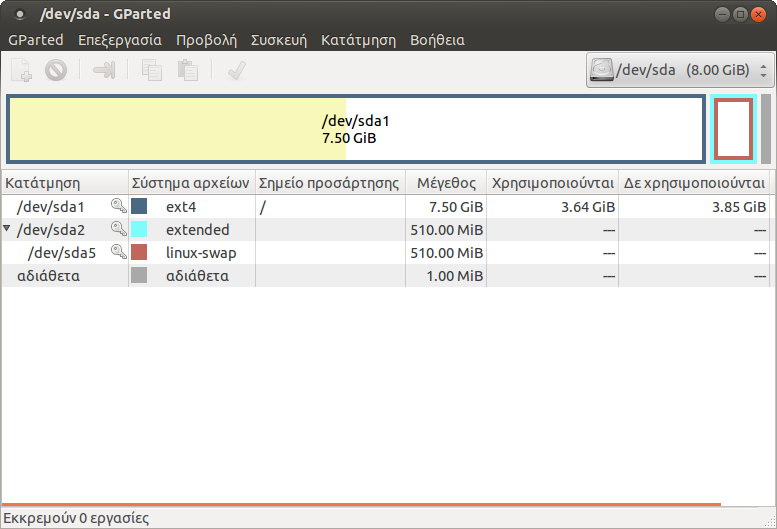 /dev/sda - GParted
GParted Επεξεργασία Προβολή Συσκευή Κατάτμηση Βοήθεια
/dev/sda (8.00 GiB)
/dev/sda1
7.50 GiB
Κατάτμηση Σύστημα αρχείων Σημείο προσάρτησης Μέγεθος Χρησιμοποιούνται Δε χρησιμοποιούνται
/dev/sda1 ext4 / 7.50 GiB 3.64 GiB 3.85 GiB
/dev/sda2 extended 510.00 MiB --- ---
/dev/sda5 linux-swap 510.00 MiB --- ---
αδιάθετα αδιάθετα 1.00 MiB --- ---
Εκκρεμούν 0 εργασίες